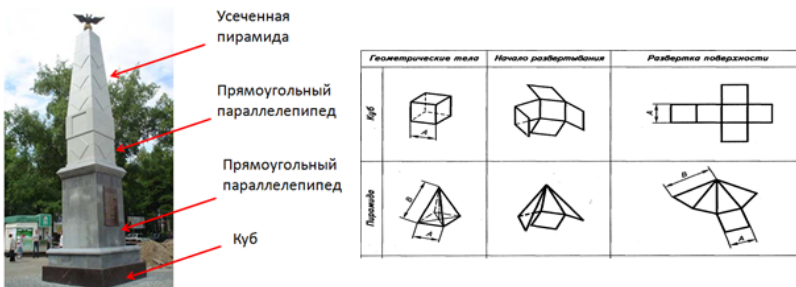 Усеченная
пирамида
Прямоугольный
параллелепипед
Прямоугольный
параллелепипед
Куб
Геометрические тела
Начало развертывания
Развертка поверхности
Куб
А
А
Пирамида
В
А
В
А